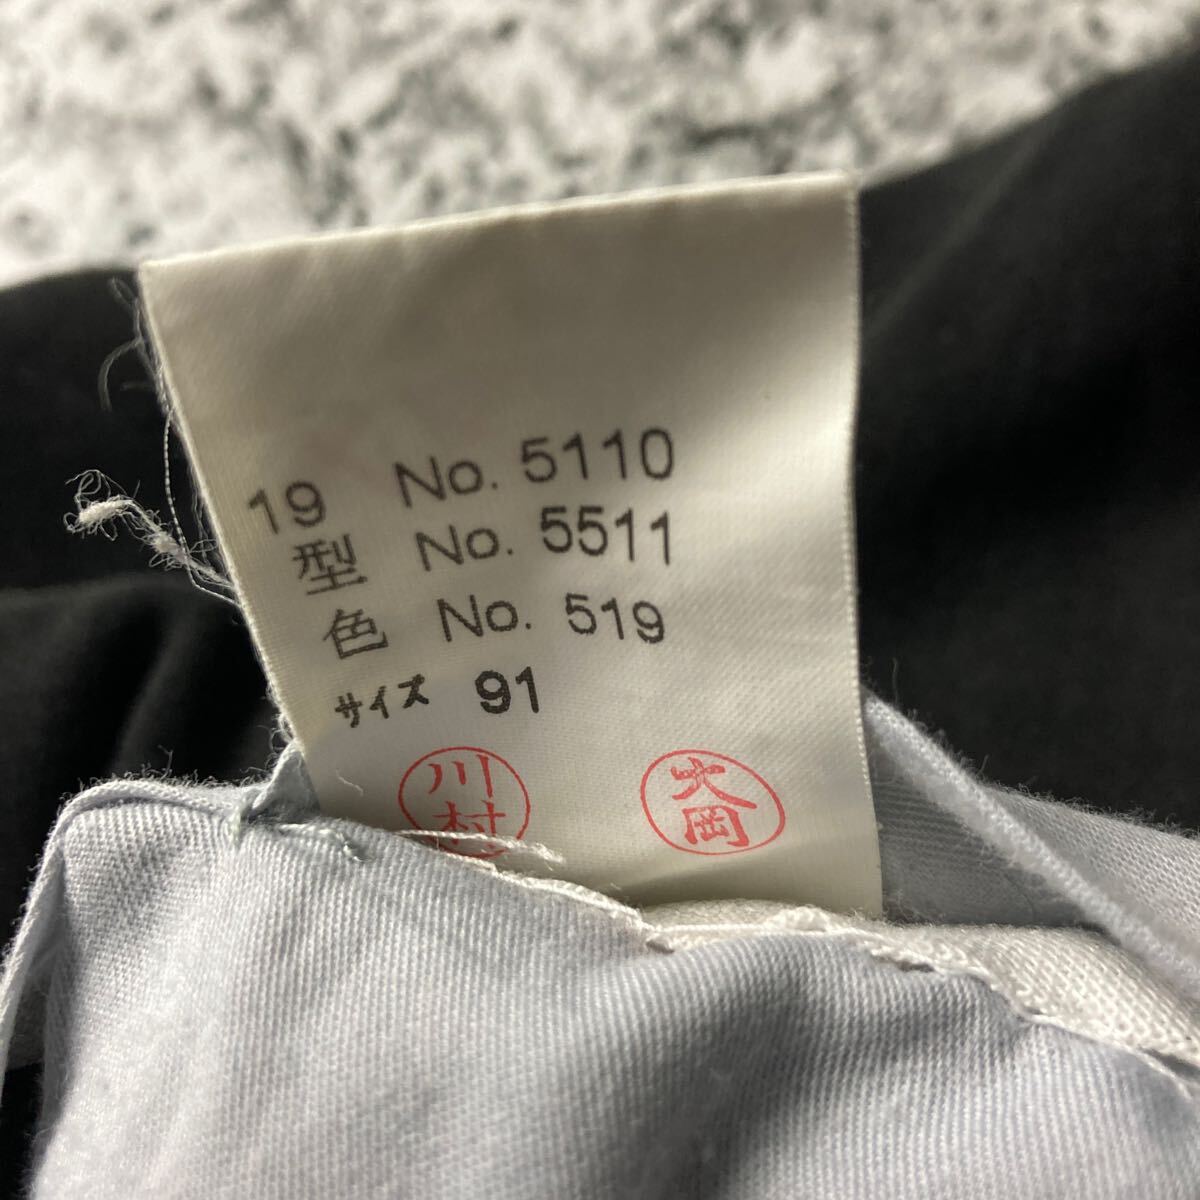 19 No. 5110
型 No. 5511
色 No. 519
サイズ 91
川村 大岡